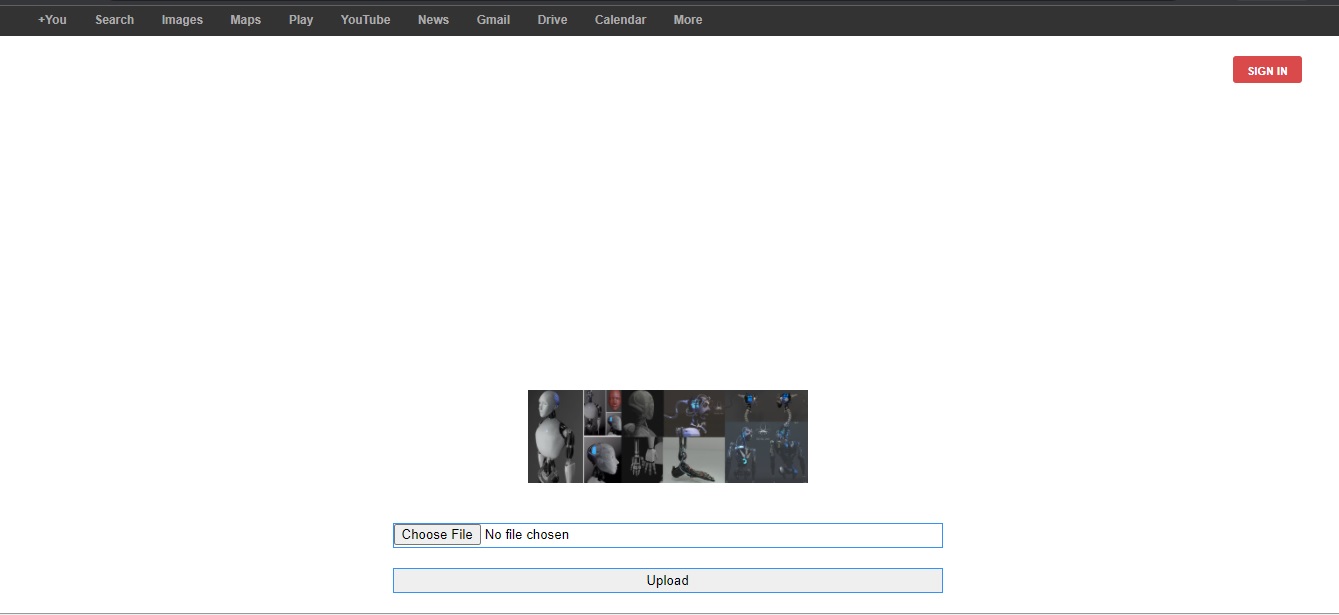 +You Search Images Maps Play YouTube News Gmail Drive Calendar More
SIGN IN
Choose File No file chosen
Upload